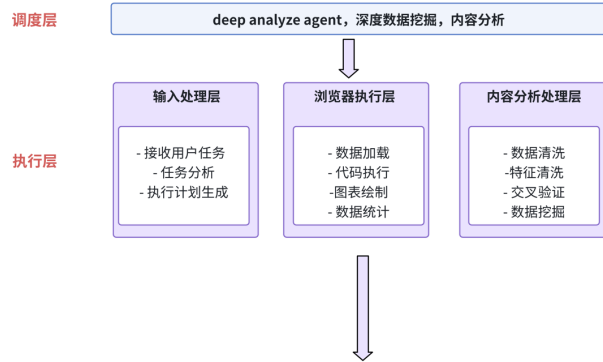 调度层
deep analyze agent，深度数据挖掘，内容分析
执行层
输入处理层
- 接收用户任务
- 任务分析
- 执行计划生成
浏览器执行层
- 数据加载
- 代码执行
-图表绘制
- 数据统计
内容分析处理层
- 数据清洗
-特征清洗
- 交叉验证
- 数据挖掘